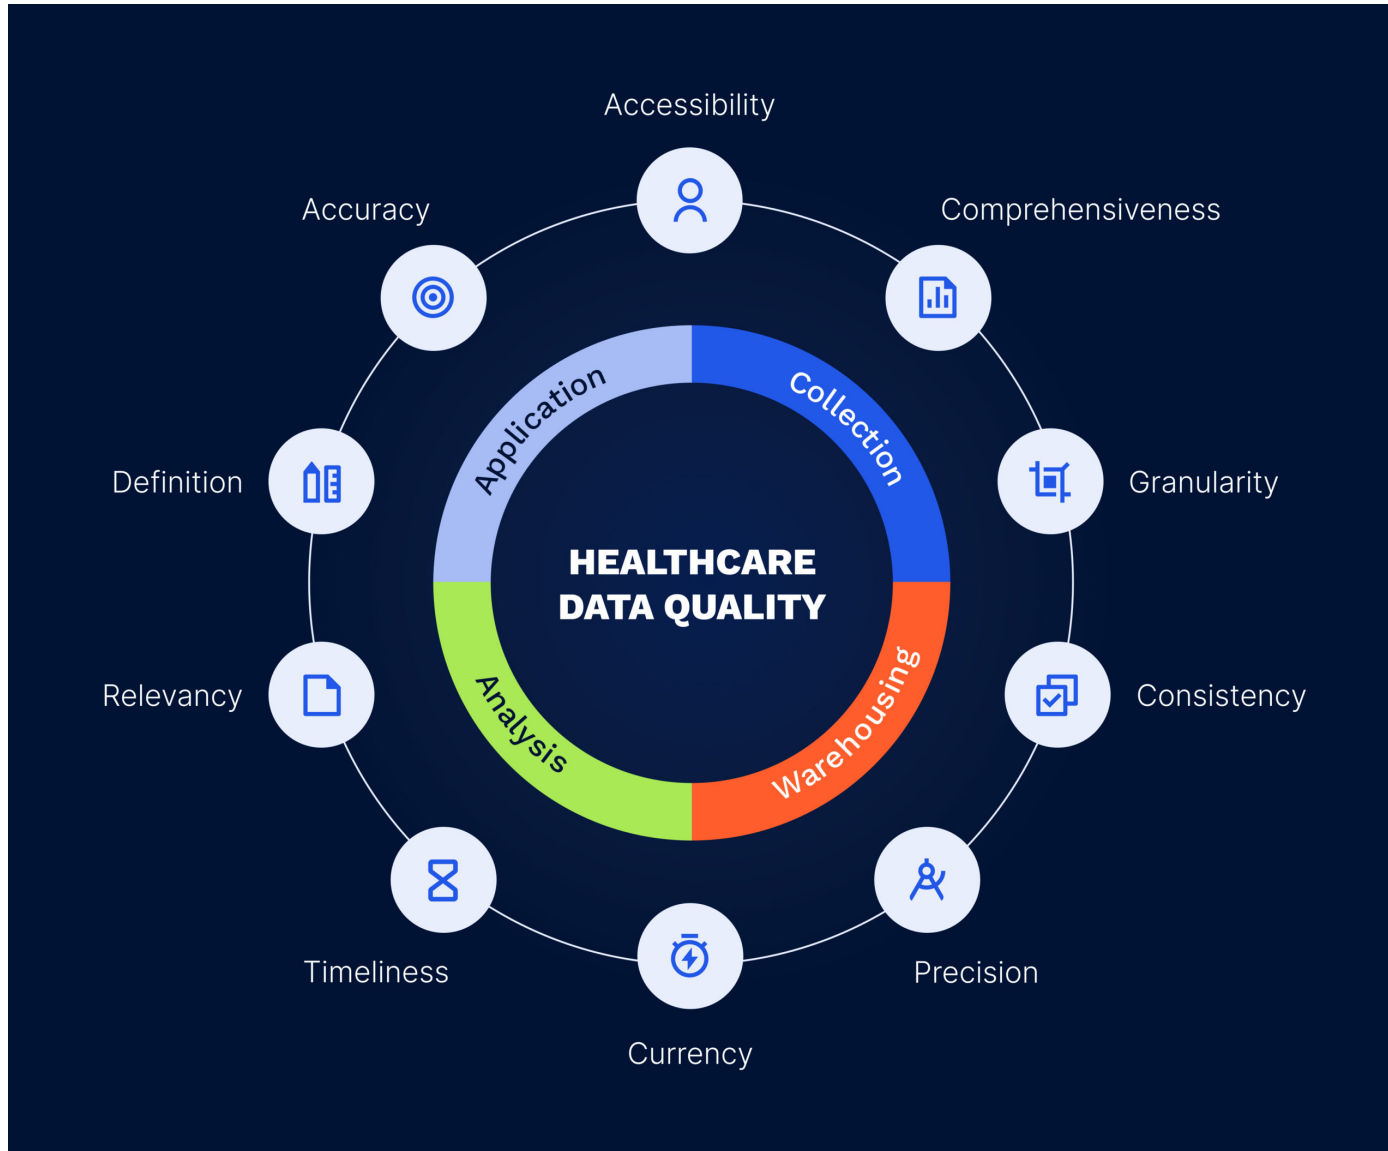 Accessibility
Accuracy
Comprehensiveness
Application
Collection
Definition
Granularity
HEALTHCARE
DATA QUALITY
Relevancy
Consistency
Analysis
Warehousing
Timeliness
Precision
Currency